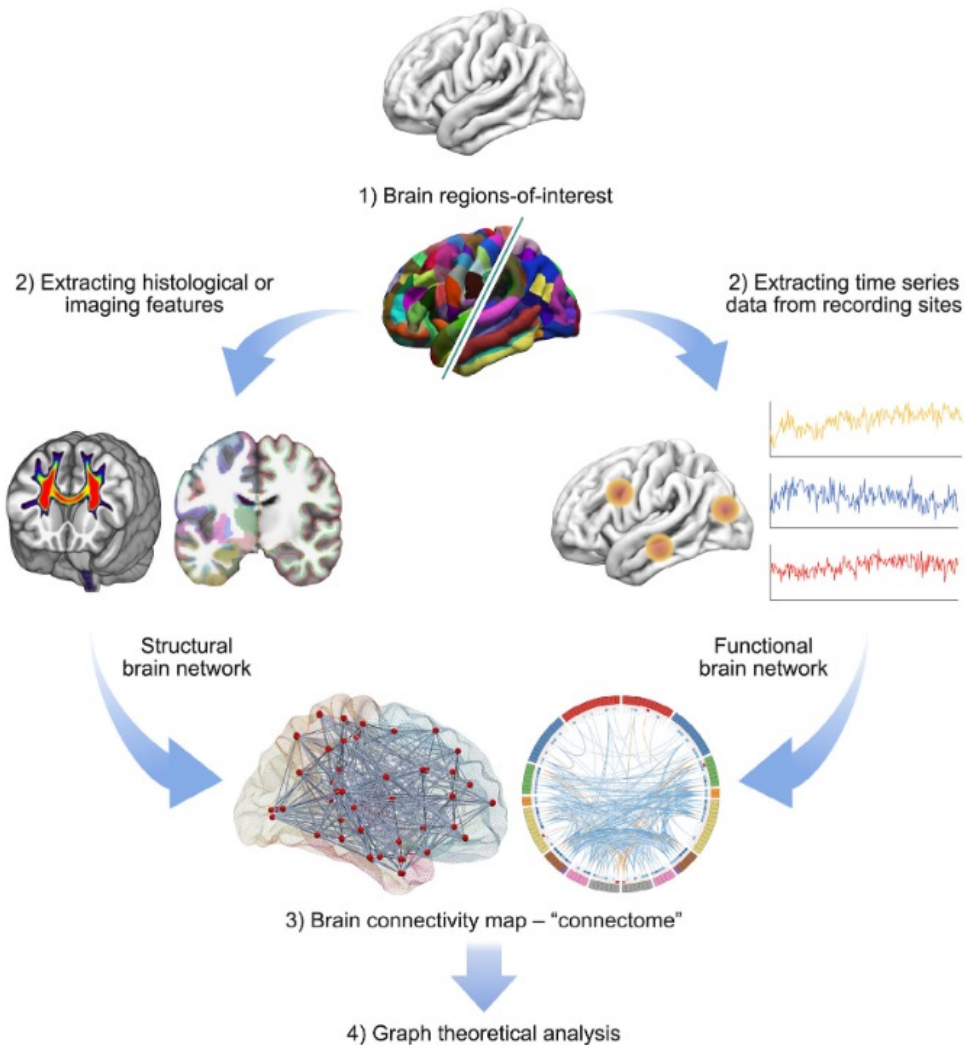 1) Brain regions-of-interest
2) Extracting histological or
imaging features
2) Extracting time series
data from recording sites
Structural
brain network
Functional
brain network
3) Brain connectivity map – “connectome”
4) Graph theoretical analysis